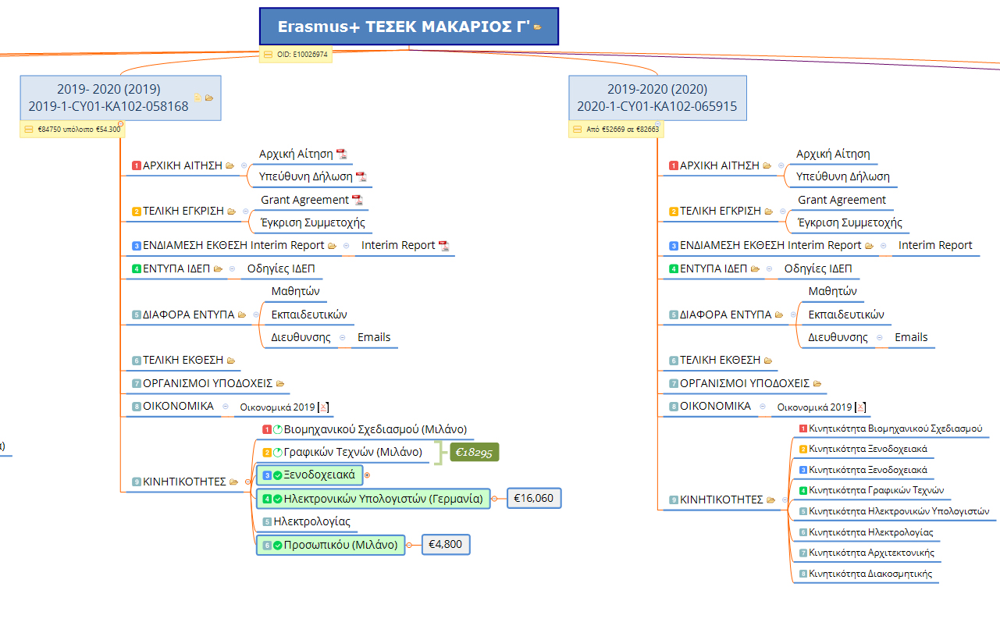 Erasmus+ ΤΕΣΕΚ ΜΑΚΑΡΙΟΣ Γ'
OID: E10026974
2019- 2020 (2019)
2019-1-CY01-KA102-058168
€84750 υπόλοιπο €54.300
1 ΑΡΧΙΚΗ ΑΙΤΗΣΗ
Αρχική Αίτηση
Υπεύθυνη Δήλωση
2 ΤΕΛΙΚΗ ΕΓΚΡΙΣΗ
Grant Agreement
Έγκριση Συμμετοχής
3 ΕΝΔΙΑΜΕΣΗ ΕΚΘΕΣΗ Interim Report
Interim Report
4 ΕΝΤΥΠΑ ΙΔΕΠ
Οδηγίες ΙΔΕΠ
5 ΔΙΑΦΟΡΑ ΕΝΤΥΠΑ
Μαθητών
Εκπαιδευτικών
Διευθυνσης
Emails
6 ΤΕΛΙΚΗ ΕΚΘΕΣΗ
7 ΟΡΓΑΝΙΣΜΟΙ ΥΠΟΔΟΧΕΙΣ
8 ΟΙΚΟΝΟΜΙΚΑ
Οικονομικά 2019
9 ΚΙΝΗΤΙΚΟΤΗΤΕΣ
1 Βιομηχανικού Σχεδιασμού (Μιλάνο)
2 Γραφικών Τεχνών (Μιλάνο)
€18295
3 Ξενοδοχειακά
4 Ηλεκτρονικών Υπολογιστών (Γερμανία)
€16,060
5 Ηλεκτρολογίας
6 Προσωπικόυ (Μιλάνο)
€4,800
2019-2020 (2020)
2020-1-CY01-KA102-065915
Από €52669 σε €82663
1 ΑΡΧΙΚΗ ΑΙΤΗΣΗ
Αρχική Αίτηση
Υπεύθυνη Δήλωση
2 ΤΕΛΙΚΗ ΕΓΚΡΙΣΗ
Grant Agreement
Έγκριση Συμμετοχής
3 ΕΝΔΙΑΜΕΣΗ ΕΚΘΕΣΗ Interim Report
Interim Report
4 ΕΝΤΥΠΑ ΙΔΕΠ
Οδηγίες ΙΔΕΠ
5 ΔΙΑΦΟΡΑ ΕΝΤΥΠΑ
Μαθητών
Εκπαιδευτικών
Διευθυνσης
Emails
6 ΤΕΛΙΚΗ ΕΚΘΕΣΗ
7 ΟΡΓΑΝΙΣΜΟΙ ΥΠΟΔΟΧΕΙΣ
8 ΟΙΚΟΝΟΜΙΚΑ
Οικονομικά 2019
9 ΚΙΝΗΤΙΚΟΤΗΤΕΣ
1 Κινητικότητα Βιομηχανικού Σχεδιασμού
2 Κινητικότητα Ξενοδοχειακά
3 Κινητικότητα Ξενοδοχειακά
4 Κινητικότητα Γραφικών Τεχνών
5 Κινητικότητα Ηλεκτρονικών Υπολογιστών
6 Κινητικότητα Ηλεκτρολογίας
7 Κινητικότητα Αρχιτεκτονικής
8 Κινητικότητα Διακοσμητικής